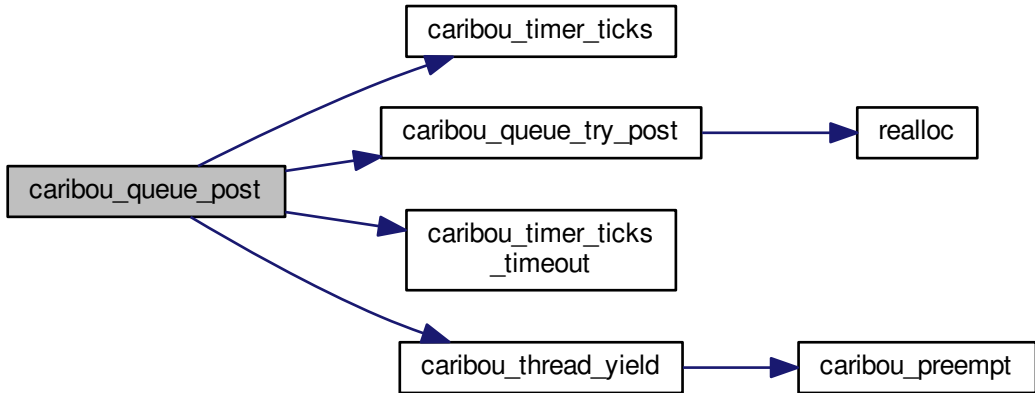 caribou_timer_ticks
caribou_queue_try_post
realloc
caribou_queue_post
caribou_timer_ticks
_timeout
caribou_thread_yield
caribou_preempt